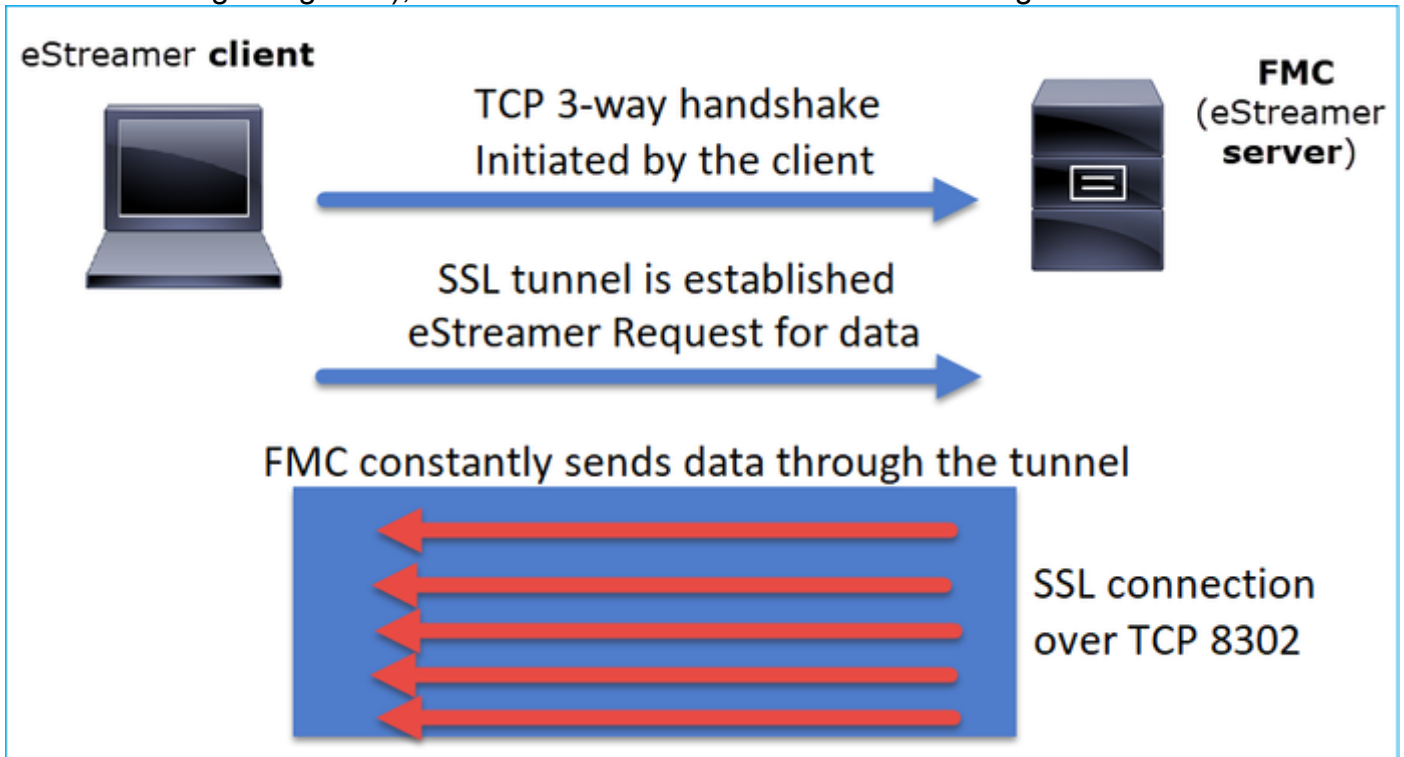 eStreamer client
FMC
(eStreamer
server)
TCP 3-way handshake
Initiated by the client
SSL tunnel is established
eStreamer Request for data
FMC constantly sends data through the tunnel
SSL connection
over TCP 8302